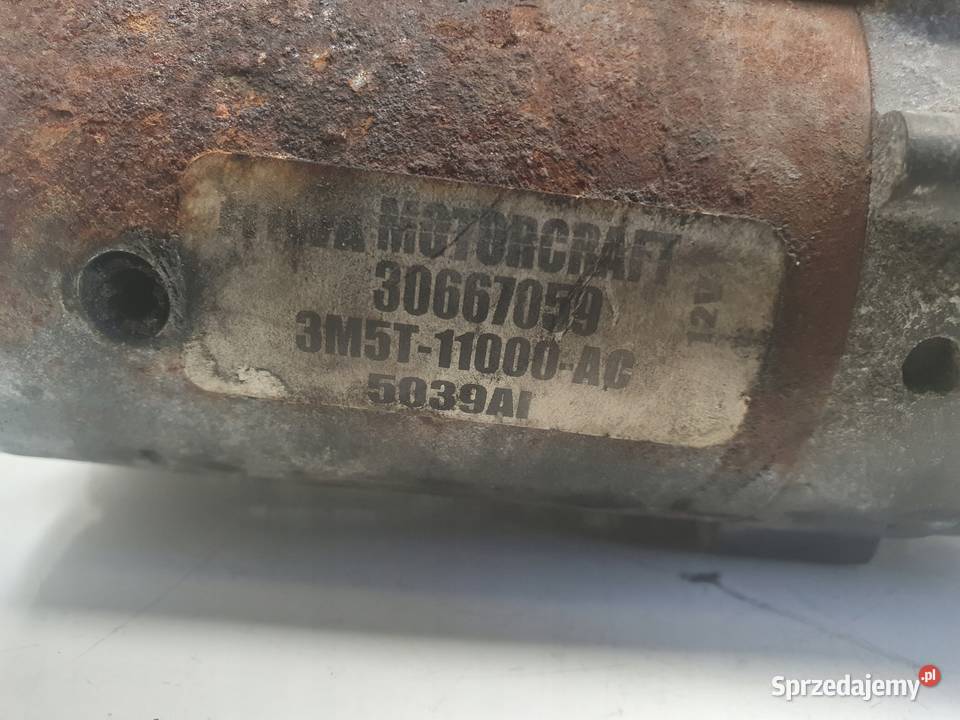 MOTORCRAFT
30667059
12V
3M5T-11000-AC
5039AI
Sprzedajemy.pl